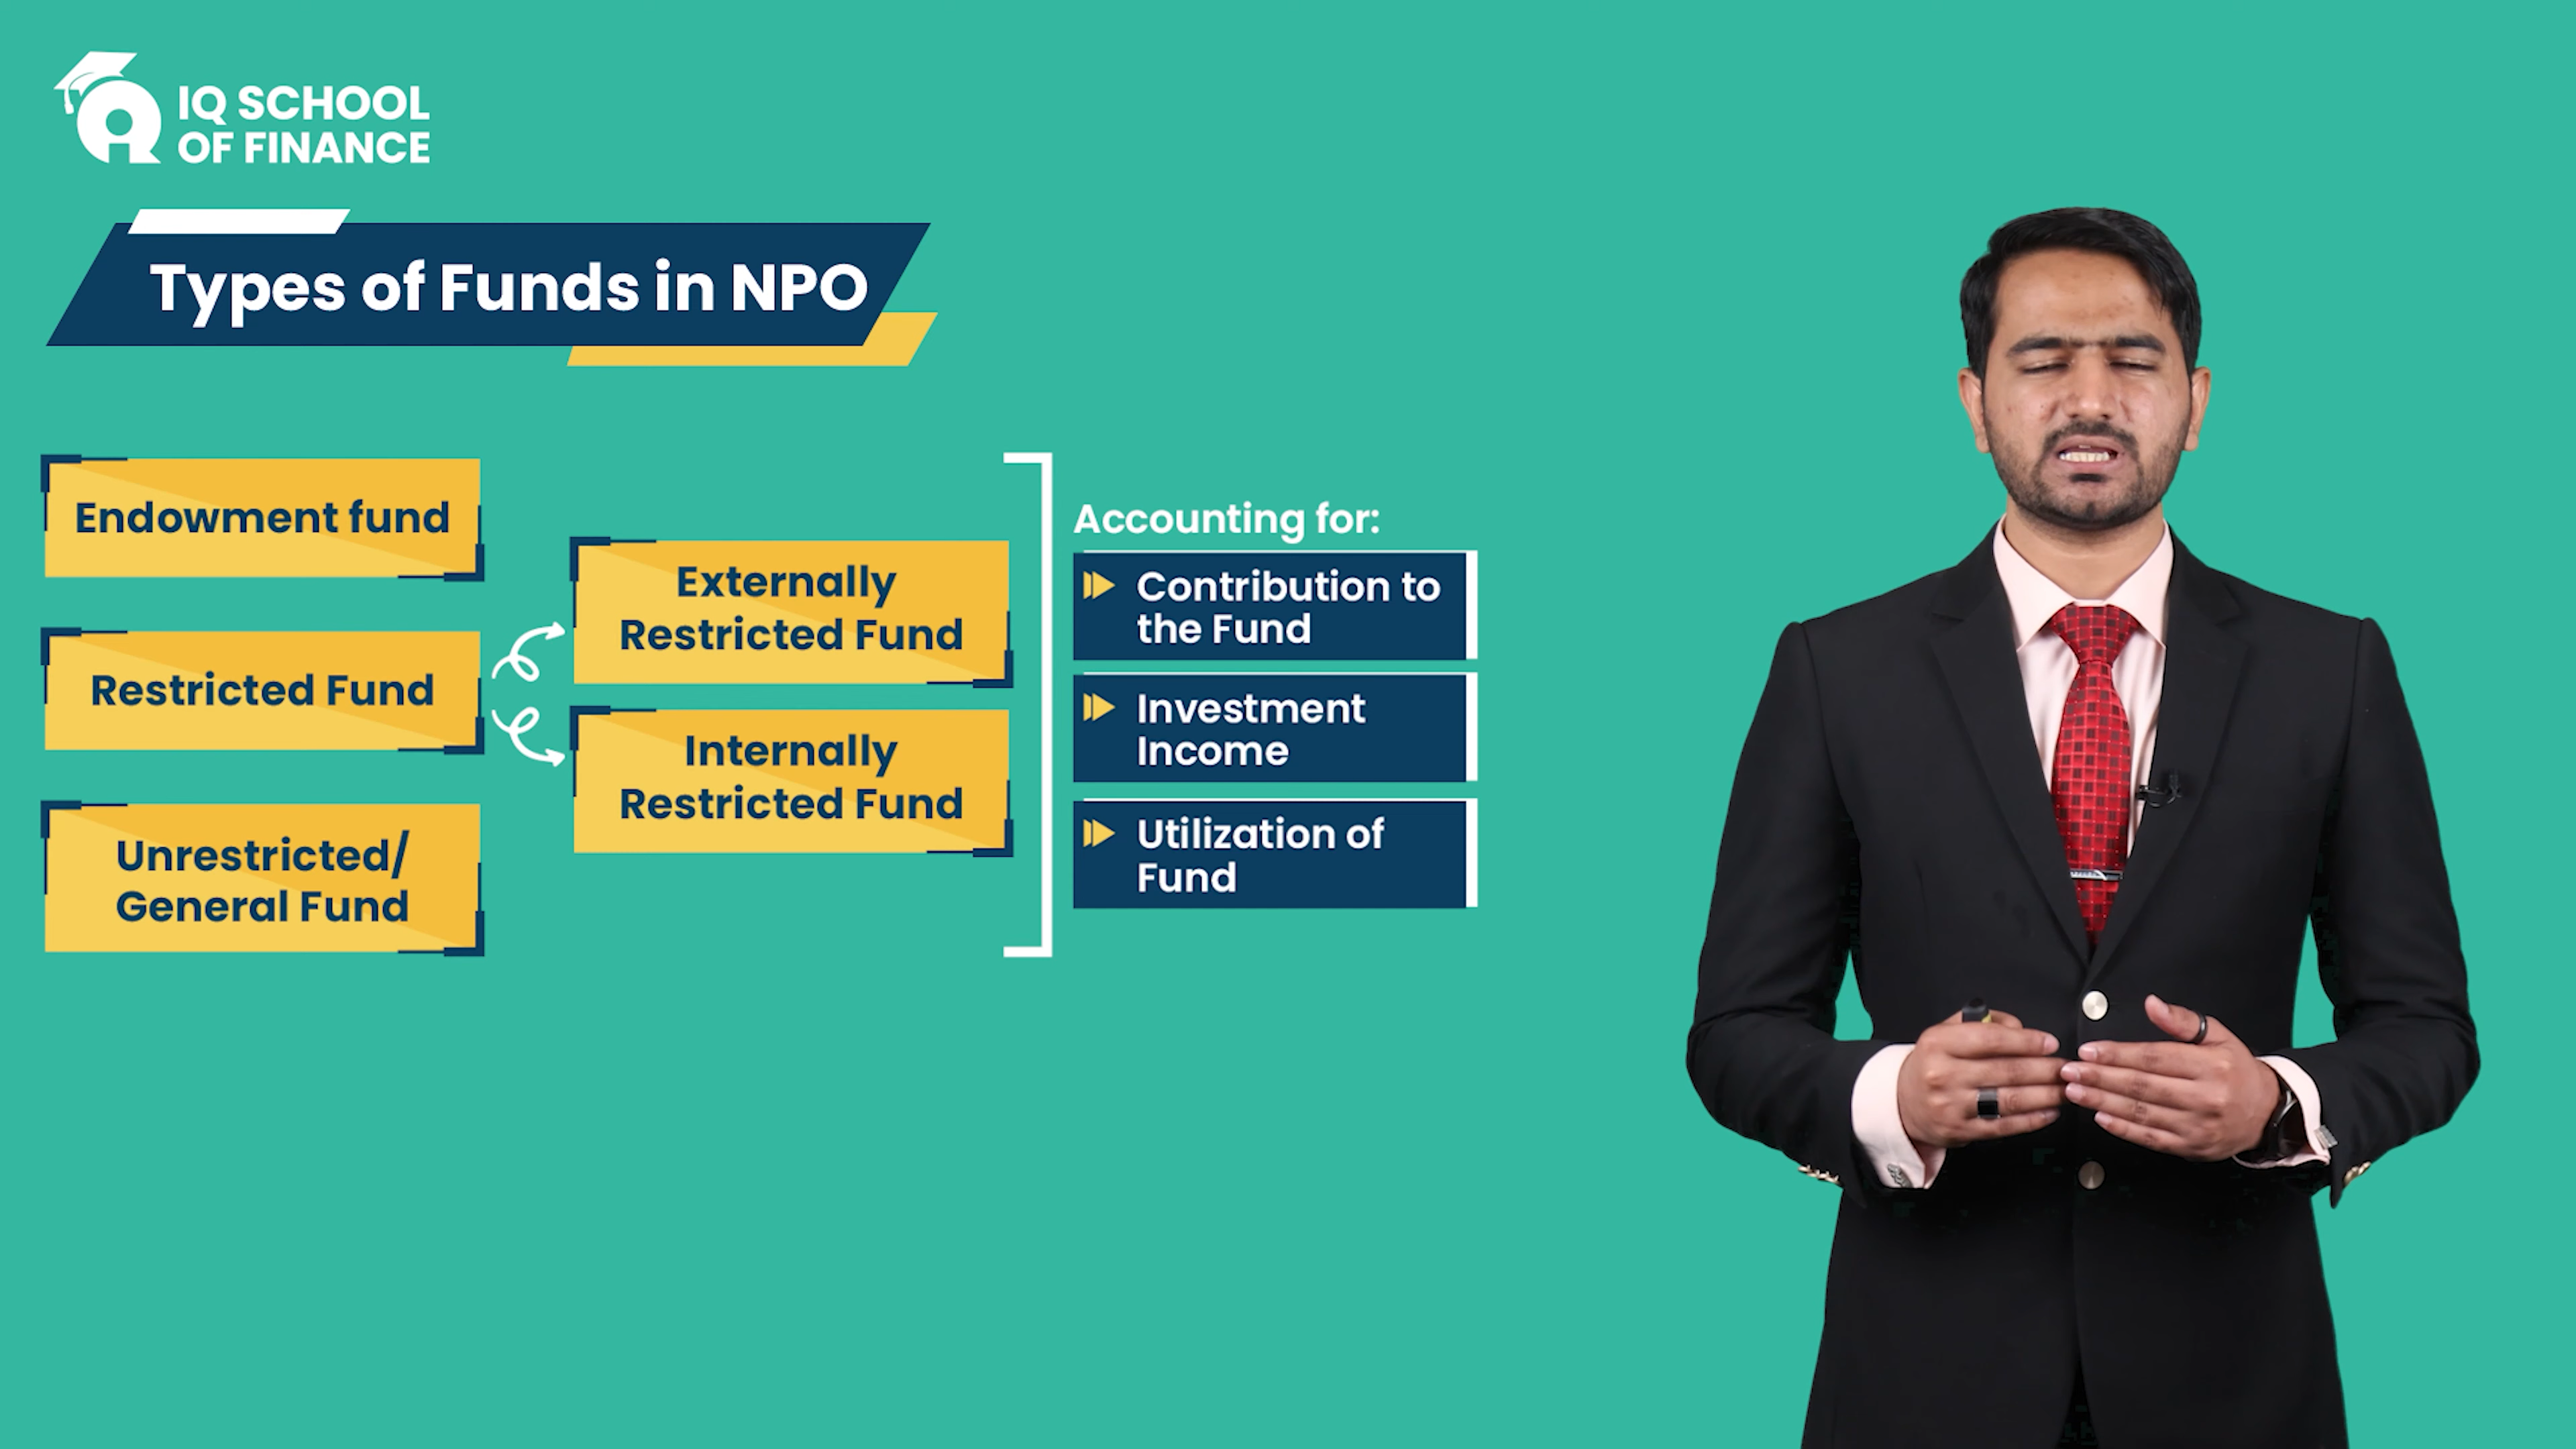 IQ SCHOOL
OF FINANCE
Types of Funds in NPO
Endowment fund
Restricted Fund
Unrestricted/
General Fund
Externally
Restricted Fund
Internally
Restricted Fund
Accounting for:
Contribution to
the Fund
Investment
Income
Utilization of
Fund